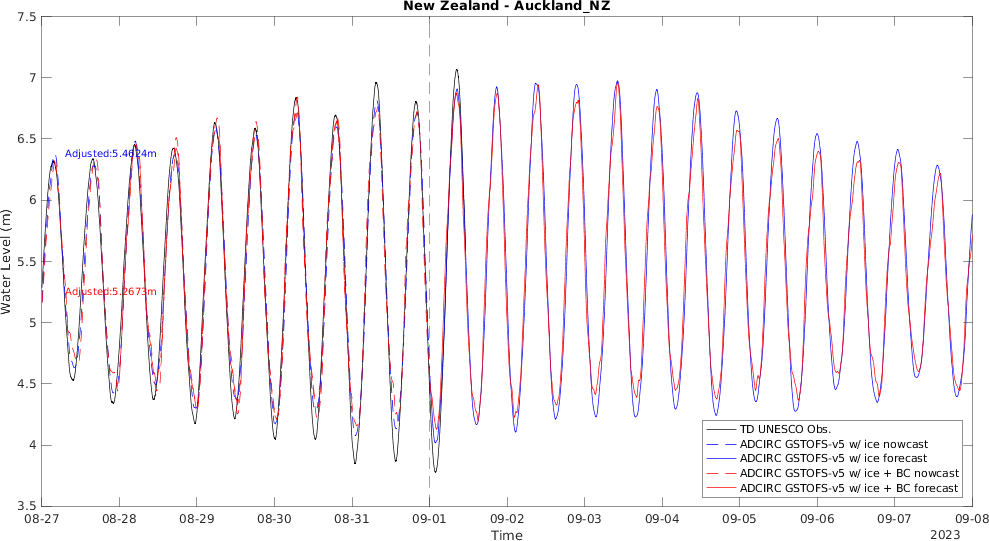 New Zealand - Auckland_NZ
7.5
7
6.5
6
5.5
5
4.5
4
3.5
Water Level (m)
Adjusted:5.4624m
Adjusted:5.2673m
TD UNESCO Obs.
ADCIRC GSTOFS-v5 w/ ice nowcast
ADCIRC GSTOFS-v5 w/ ice forecast
ADCIRC GSTOFS-v5 w/ ice + BC nowcast
ADCIRC GSTOFS-v5 w/ ice + BC forecast
08-27 08-28 08-29 08-30 08-31 09-01 09-02 09-03 09-04 09-05 09-06 09-07 09-08
Time
2023